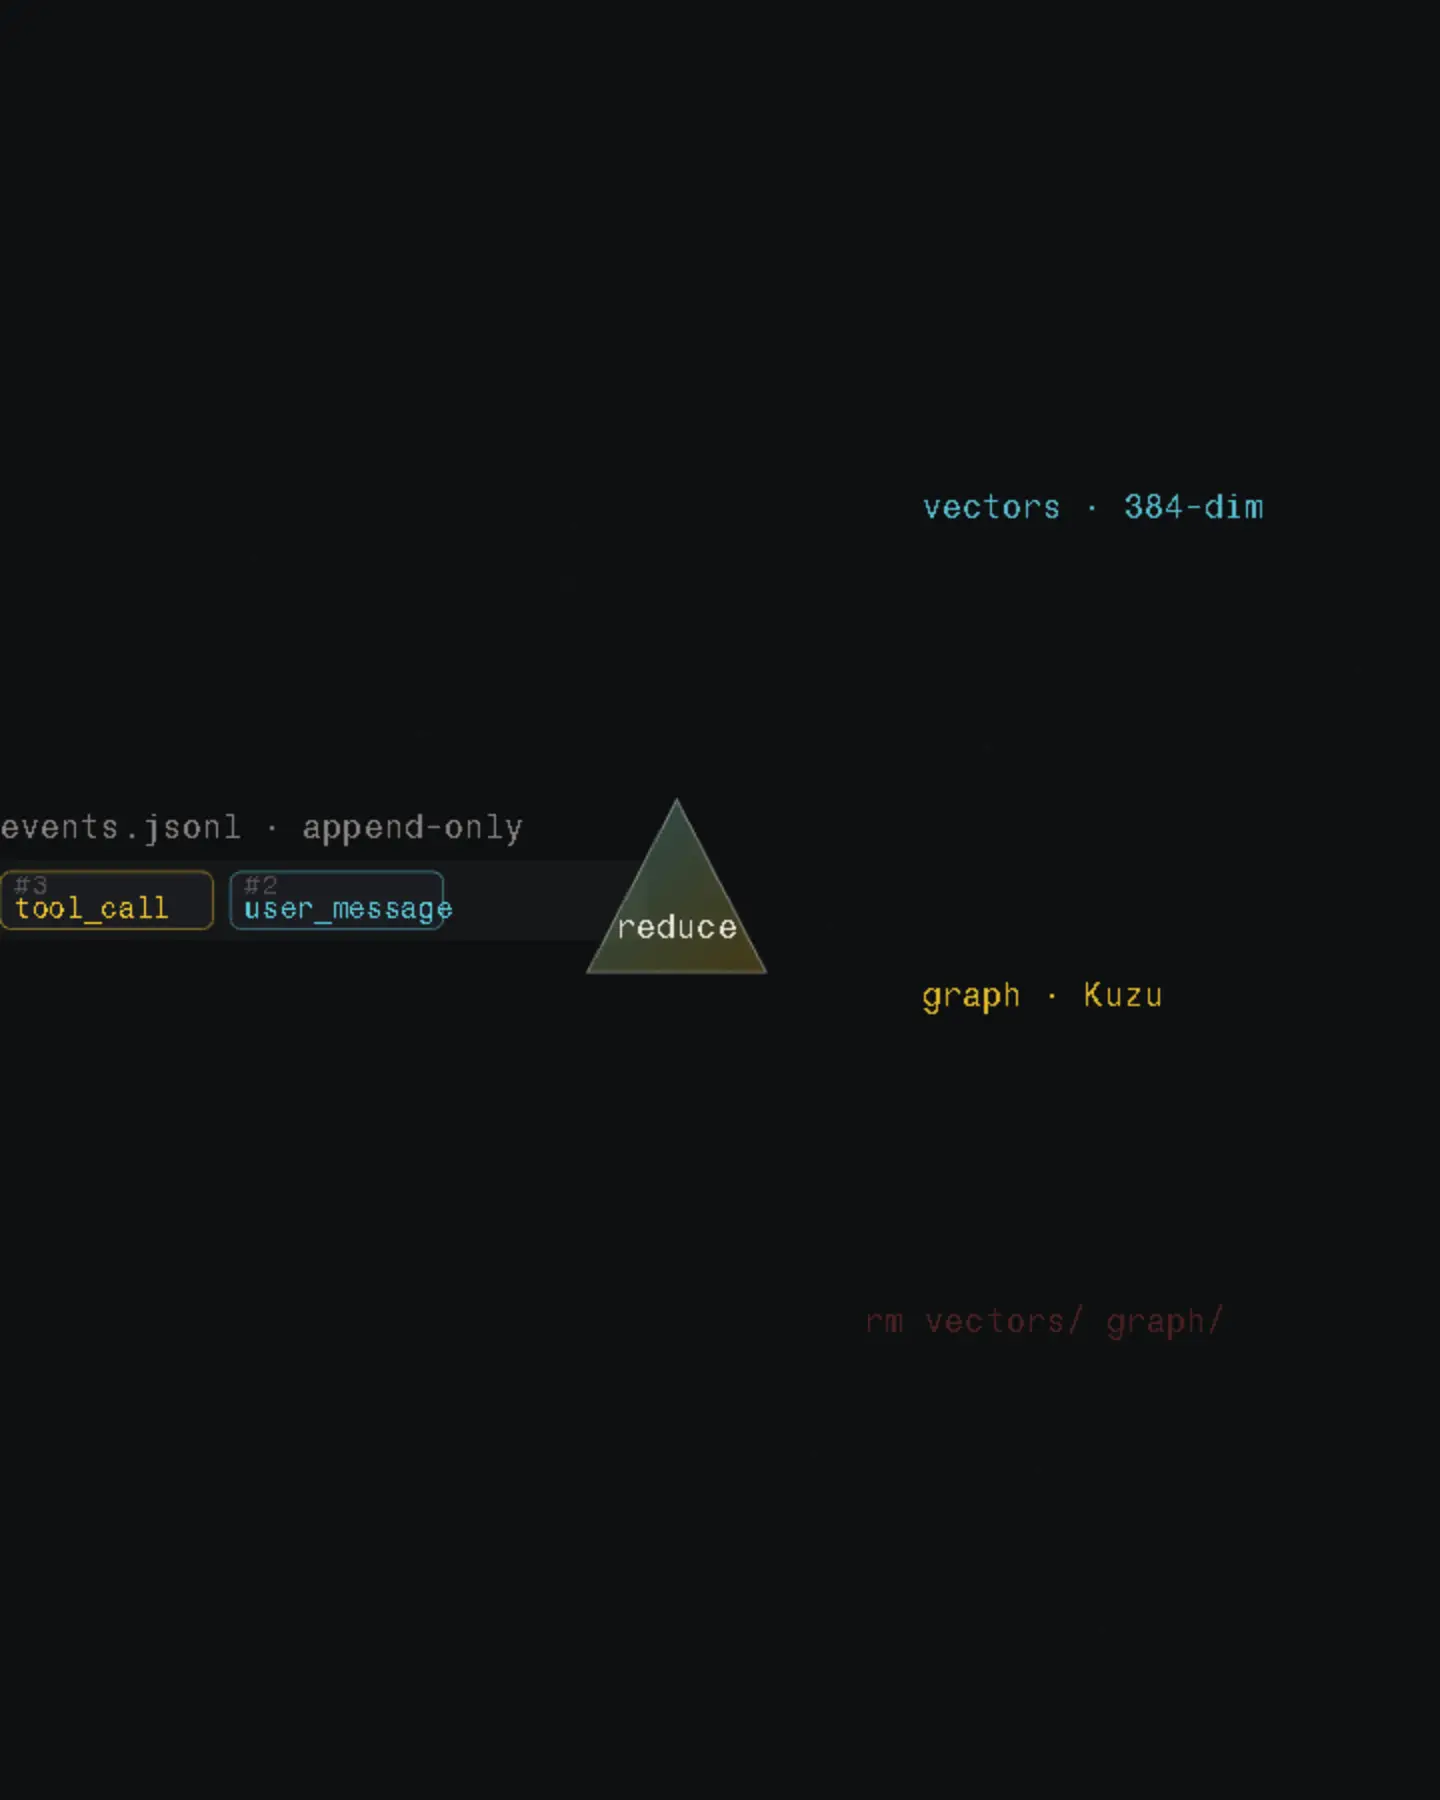 vectors · 384-dim
events.jsonl · append-only
#3
tool_call
#2
user_message
reduce
graph · Kuzu
rm vectors/ graph/